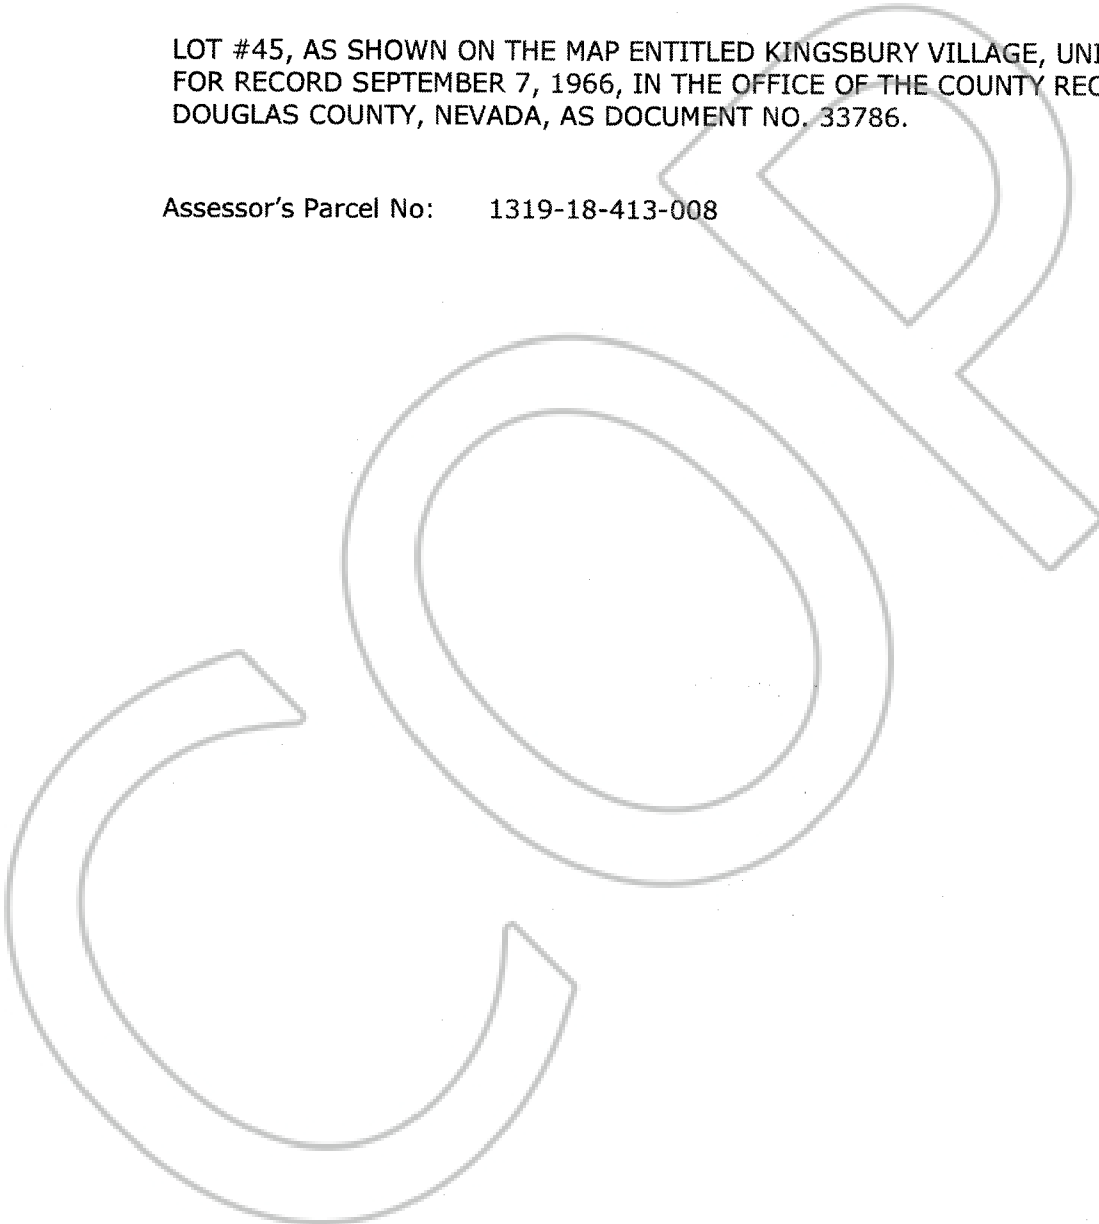 LOT #45, AS SHOWN ON THE MAP ENTITLED KINGSBURY VILLAGE,
FOR RECORD SEPTEMBER 7, 1966, IN THE OFFICE OF THE COUNTY
DOUGLAS COUNTY, NEVADA, AS DOCUMENT NO. 33786.
Assessor's Parcel No: 1319-18-413-008
COP